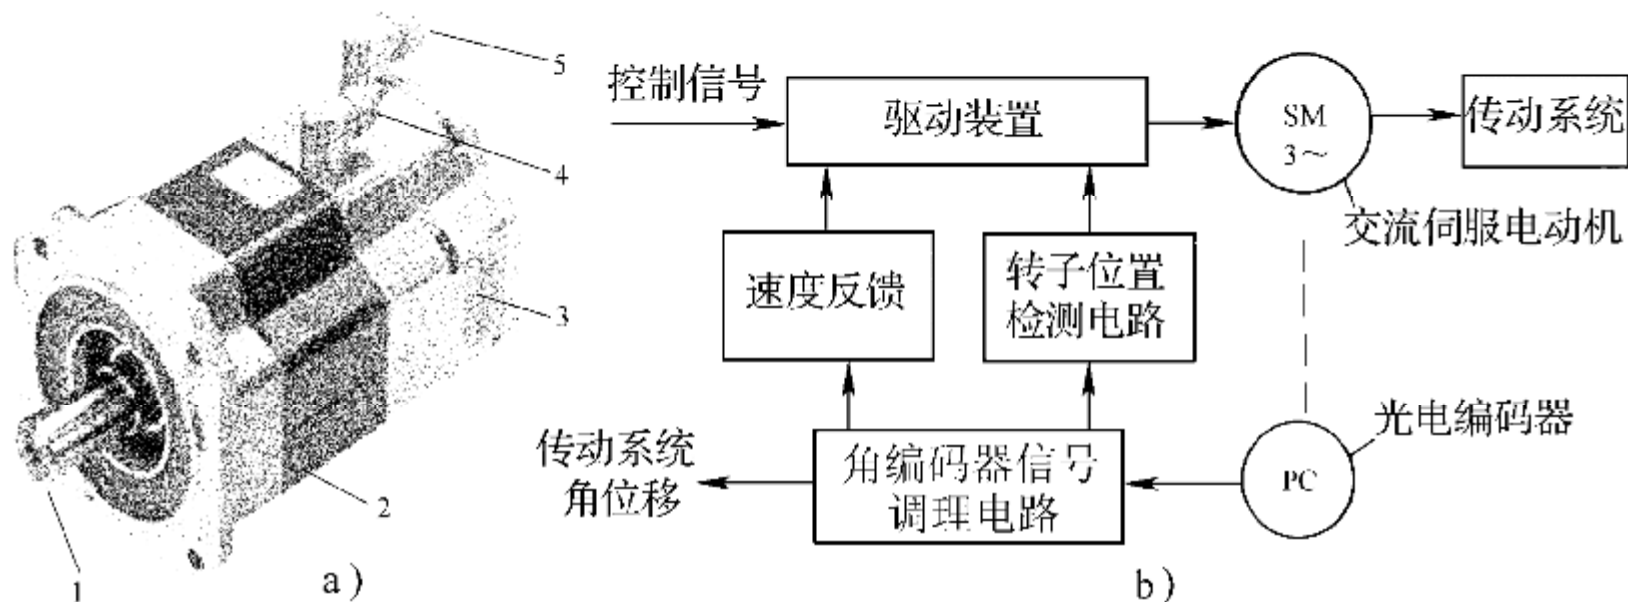 5
4
3
2
1
a)
控制信号
驱动装置
SM
3～
传动系统
交流伺服电动机
速度反馈
转子位置
检测电路
光电编码器
传动系统
角位移
角编码器信号
调理电路
PC
b)